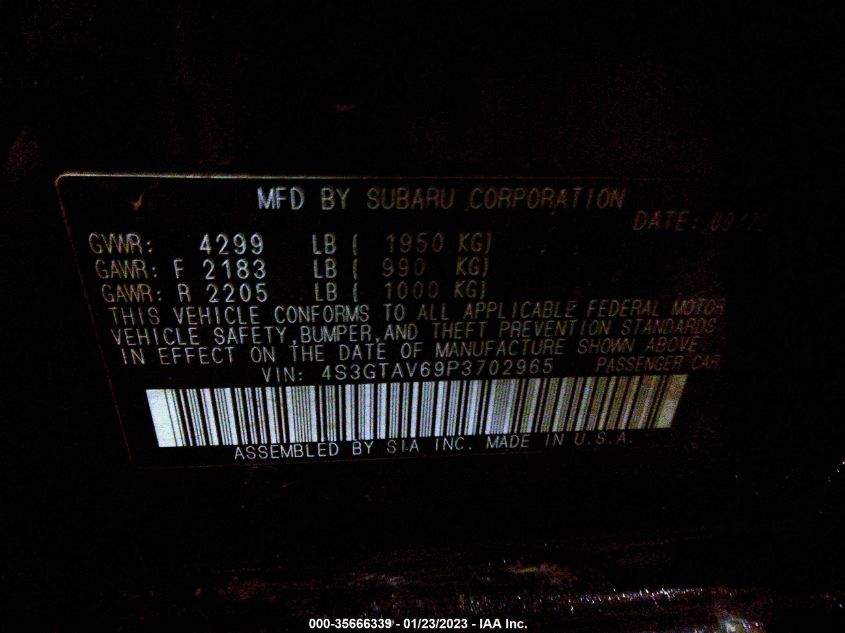 MFD BY SUBARU CORPORATION
DATE: 09/22
GVWR: 4299 LB ( 1950 KG)
GAWR: F 2183 LB ( 990 KG)
GAWR: R 2205 LB ( 1000 KG)
THIS VEHICLE CONFORMS TO ALL APPLICABLE FEDERAL MOTOR
VEHICLE SAFETY,BUMPER,AND THEFT PREVENTION STANDARDS
IN EFFECT ON THE DATE OF MANUFACTURE SHOWN ABOVE.
VIN: 4S3GTAV69P3702965 PASSENGER CAR
ASSEMBLED BY SIA INC. MADE IN U.S.A.
000-35666339 - 01/23/2023 - IAA Inc.